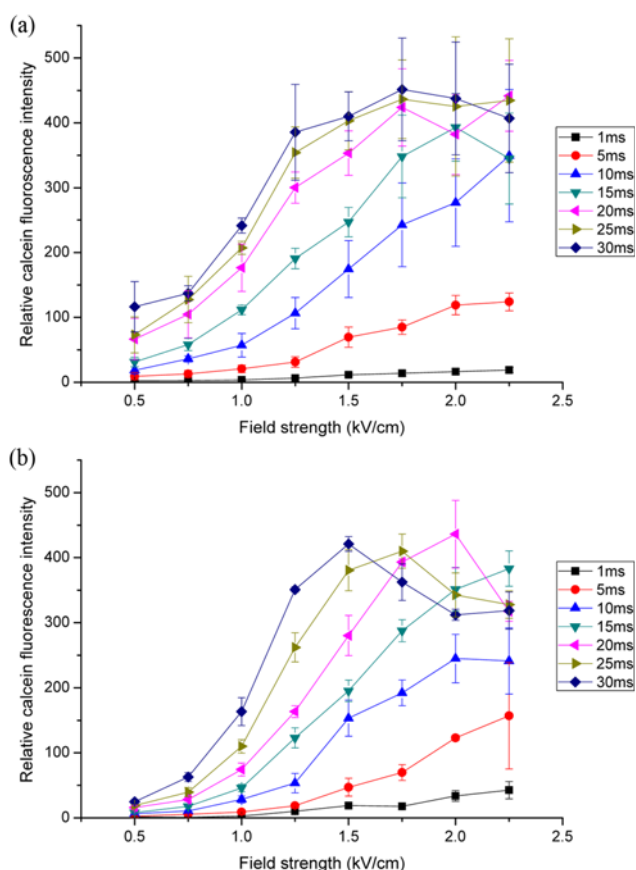 (a)
500
400
300
200
100
0
Relative calcein fluoroscence intensity
0.5
1.0
1.5
2.0
2.5
Field strength (kV/cm)
1ms
5ms
10ms
15ms
20ms
25ms
30ms
(b)
500
400
300
200
100
0
Relative calcein fluorescence intensity
0.5
1.0
1.5
2.0
2.5
Field strength (kV/cm)
1ms
5ms
10ms
15ms
20ms
25ms
30ms